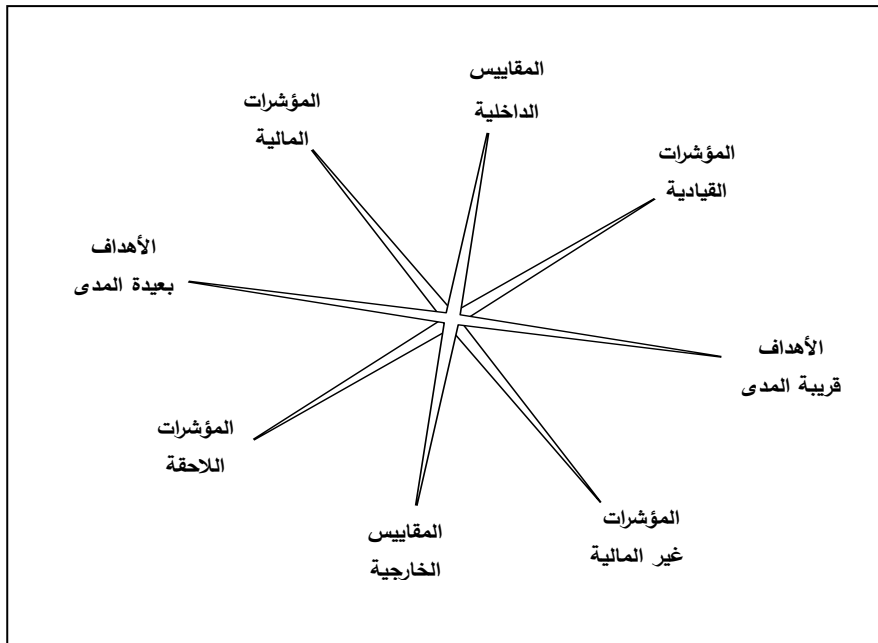 المقاييس
الداخلية
المؤشرات
القيادية
المؤشرات
المالية
الأهداف
بعيدة المدى
الأهداف
قريبة المدى
المؤشرات
اللاحقة
المؤشرات
غير المالية
المقاييس
الخارجية